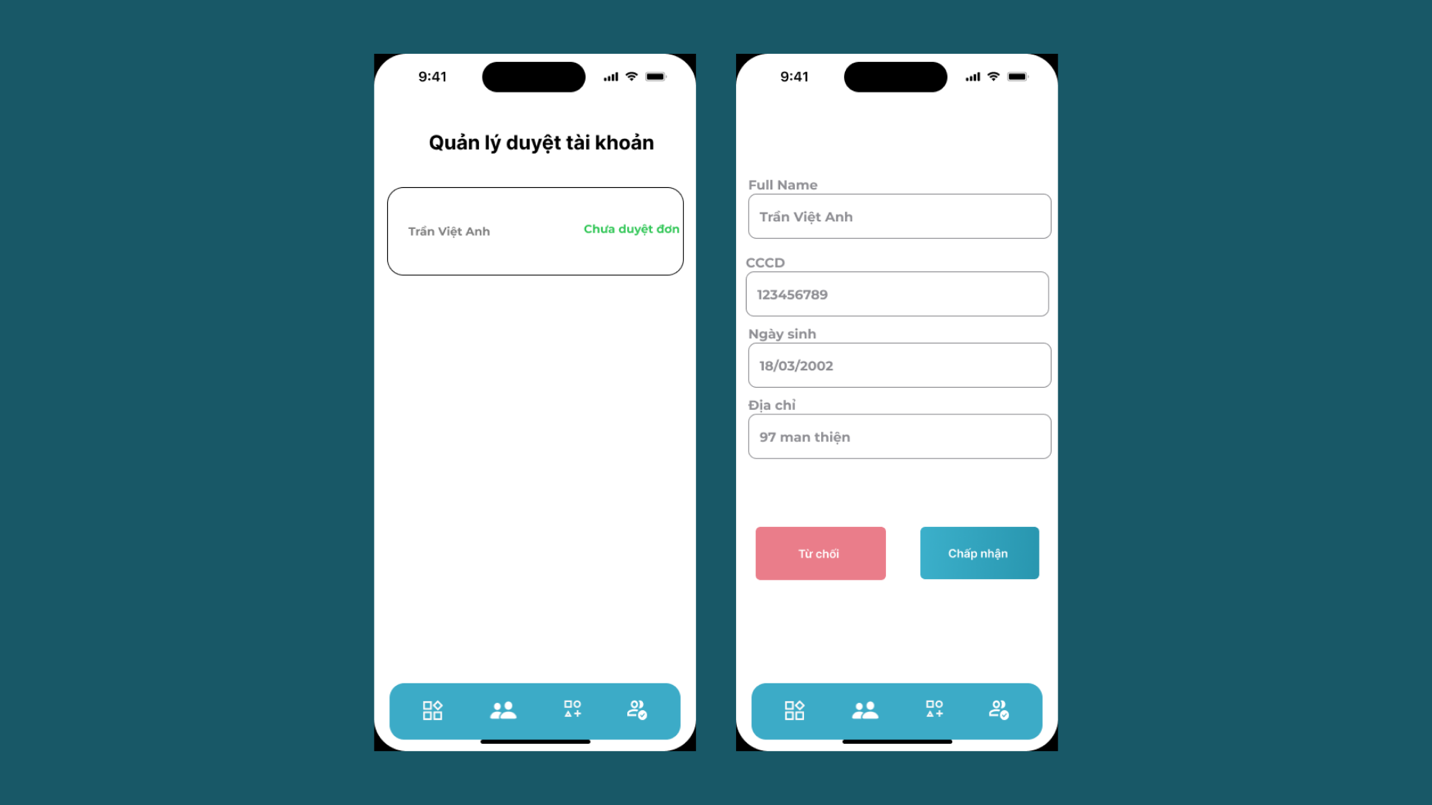 9:41
Quản lý duyệt tài khoản
Trần Việt Anh
Chưa duyệt đơn
9:41
Full Name
Trần Việt Anh
CCCD
123456789
Ngày sinh
18/03/2002
Địa chỉ
97 man thiện
Từ chối
Chấp nhận